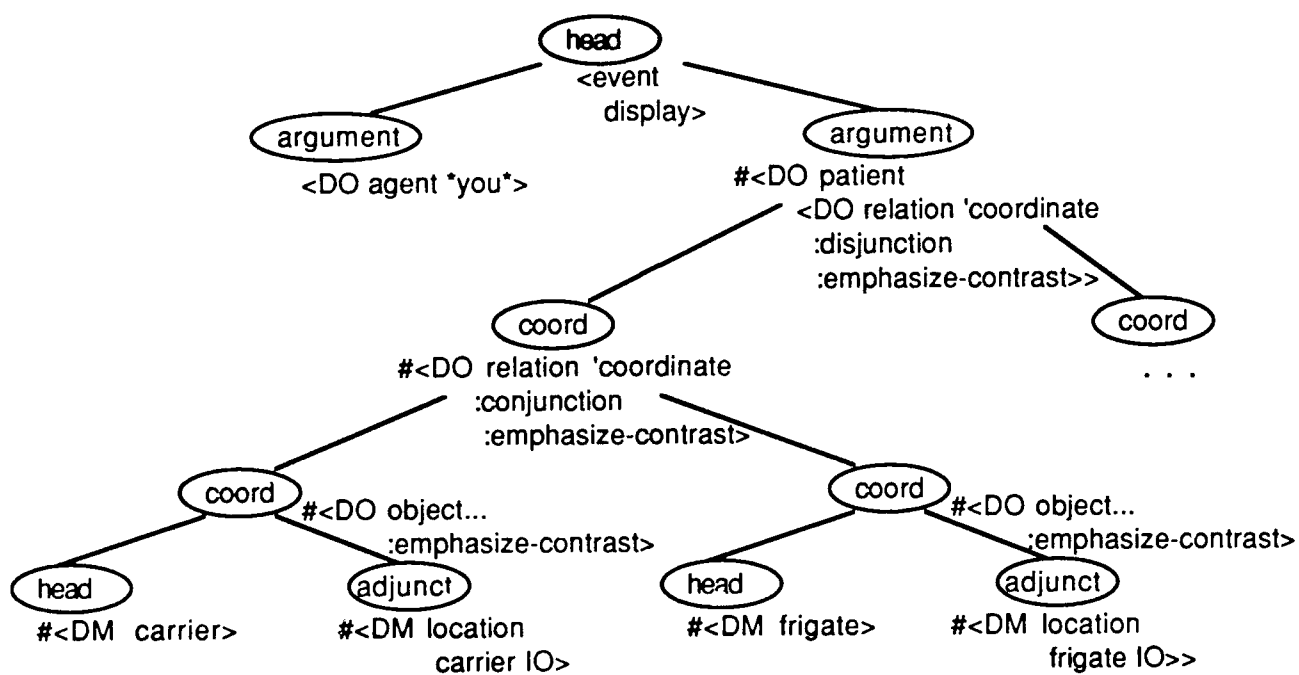 head
<event
display>
argument
argument
<DO agent *you*>
#<DO patient
<DO relation 'coordinate
:disjunction
:emphasize-contrast>>
coord
coord
#<DO relation 'coordinate
:conjunction
:emphasize-contrast>
. . .
coord
coord
#<DO object...
:emphasize-contrast>
#<DO object...
:emphasize-contrast>
head
adjunct
head
adjunct
#<DM carrier>
#<DM location
carrier IO>
#<DM frigate>
#<DM location
frigate IO>>